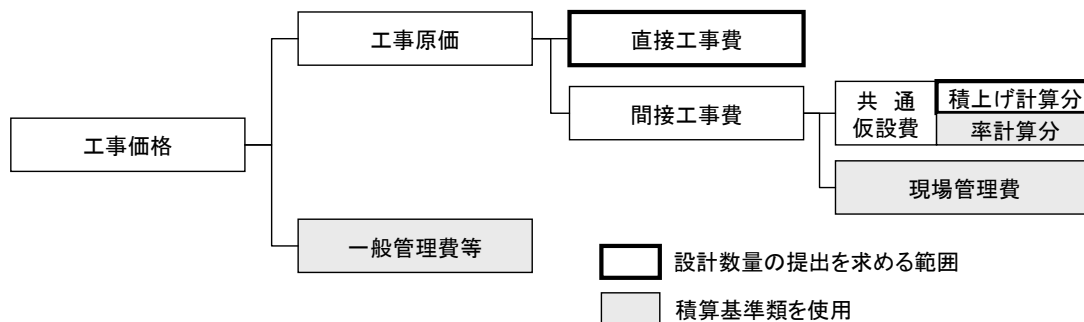 工事価格
工事原価
直接工事費
間接工事費
共 通
仮設費
積上げ計算分
率計算分
現場管理費
一般管理費等
設計数量の提出を求める範囲
積算基準類を使用